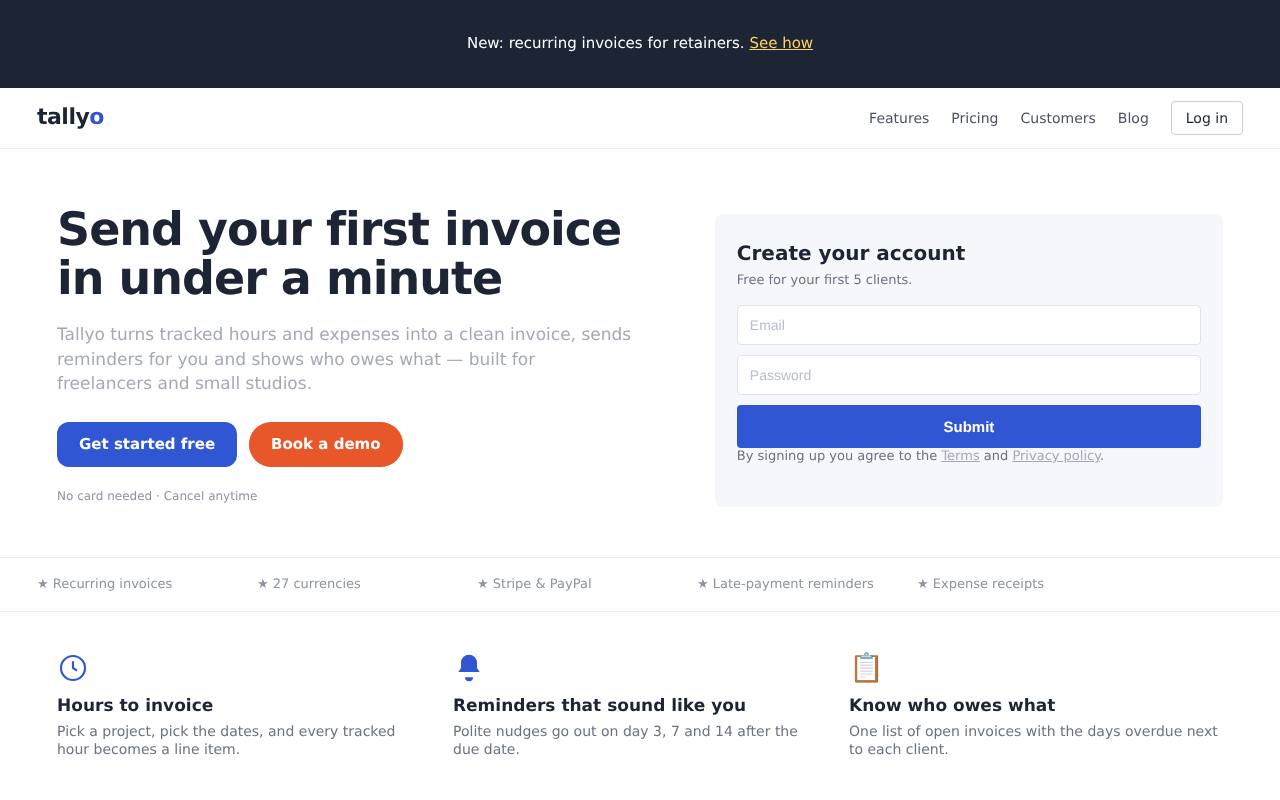 New: recurring invoices for retainers. See how
tallyo
Features
Pricing
Customers
Blog
Log in
Send your first invoice
in under a minute
Tallyo turns tracked hours and expenses into a clean invoice, sends
reminders for you and shows who owes what — built for
freelancers and small studios.
Get started free
Book a demo
No card needed · Cancel anytime
Create your account
Free for your first 5 clients.
Email
Password
Submit
By signing up you agree to the Terms and Privacy policy.
★ Recurring invoices
★ 27 currencies
★ Stripe & PayPal
★ Late-payment reminders
★ Expense receipts
Hours to invoice
Pick a project, pick the dates, and every tracked
hour becomes a line item.
Reminders that sound like you
Polite nudges go out on day 3, 7 and 14 after the
due date.
Know who owes what
One list of open invoices with the days overdue next
to each client.